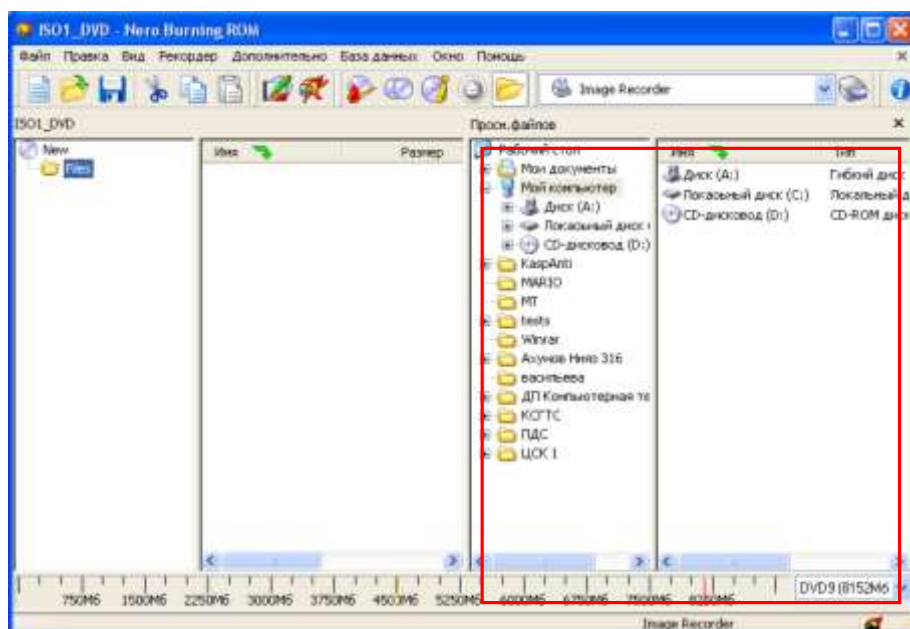 ISO1_DVD - Nero Burning ROM
Файл Правка Вид Рекордер Дополнительно База данных Окно Помощь
Image Recorder
ISO1_DVD
Просм. файлов
New
Files
Имя
Размер
Рабочий стол
Мои документы
Мой компьютер
Диск (A:)
Локальный диск
CD-дисковод (D:)
KaspAnti
MARIO
MT
tests
Winrar
Ахунов Нияз 316
васильева
ДП Компьютерная те
КСГТС
ПДС
ЦСК 1
Имя
Тип
Диск (A:) Гибкий диск
Локальный диск (C:) Локальный д
CD-дисковод (D:) CD-ROM диск
750Мб 1500Мб 2250Мб 3000Мб 3750Мб 4500Мб 5250Мб 6000Мб 6750Мб 7500Мб 8250Мб
DVD9 (8152Мб
Image Recorder